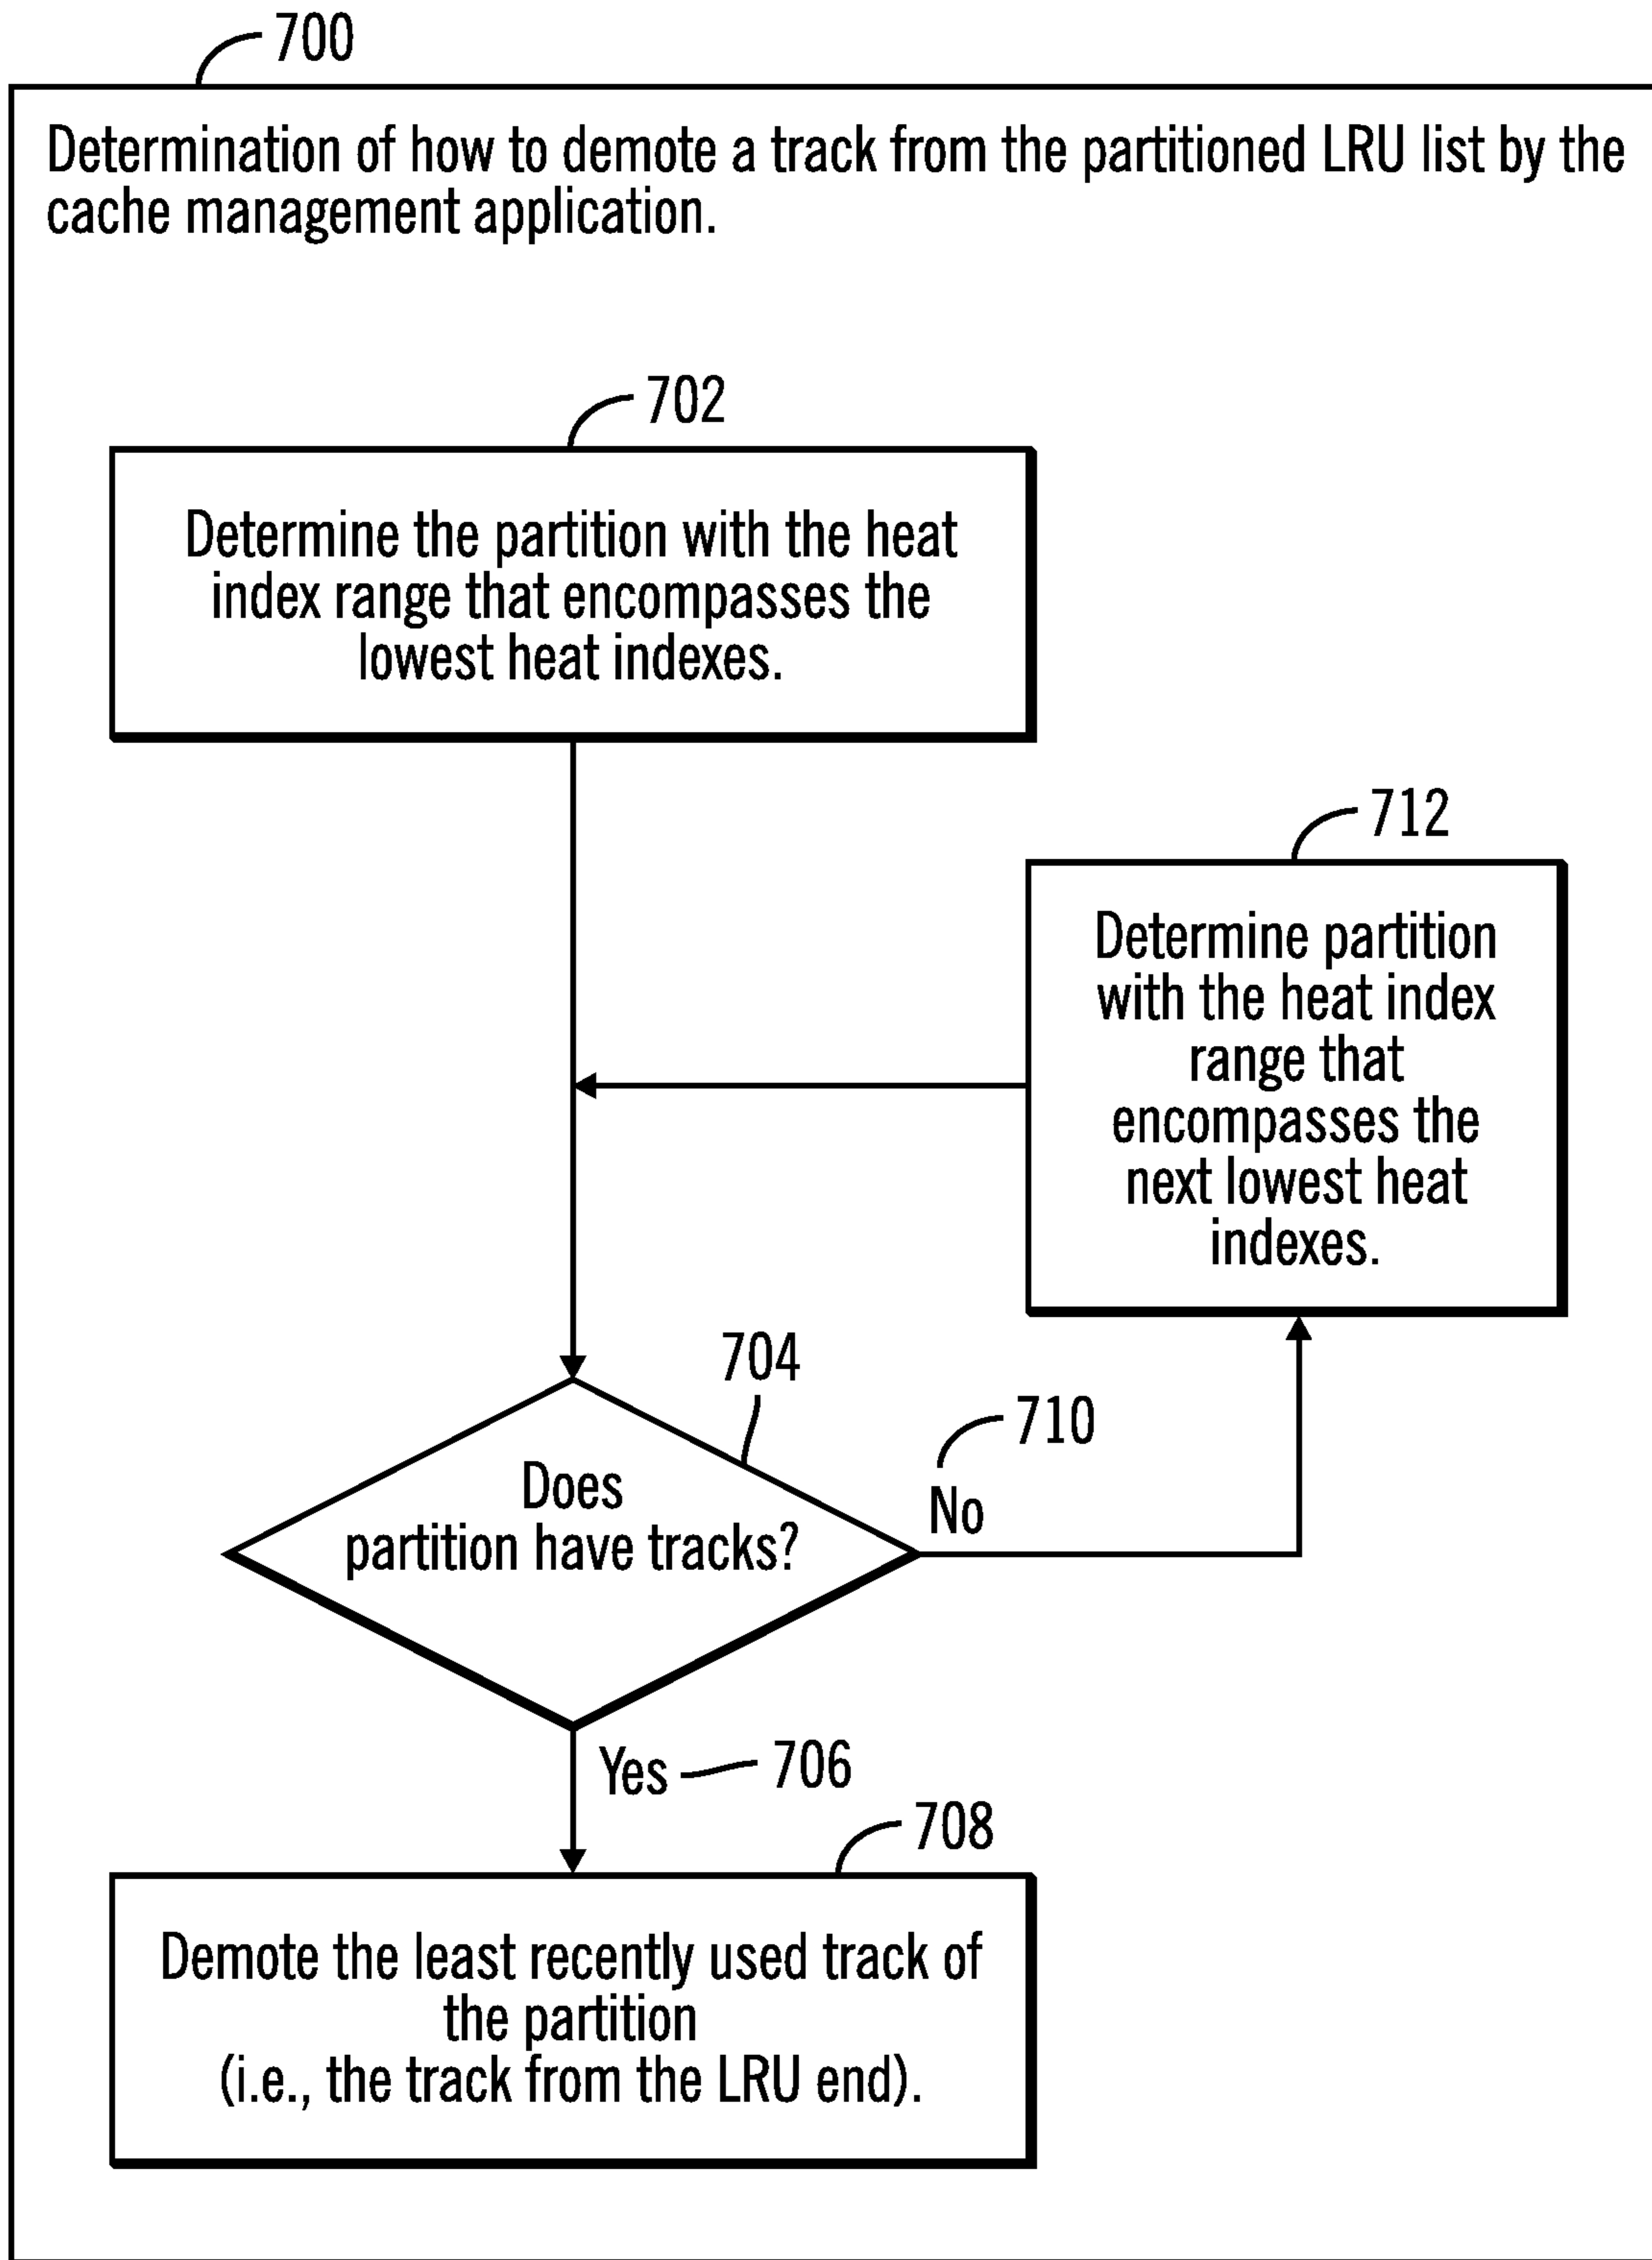 700
Determination of how to demote a track from the partitioned LRU list by the
cache management application.
702
Determine the partition with the heat
index range that encompasses the
lowest heat indexes.
712
Determine partition
with the heat index
range that
encompasses the
next lowest heat
indexes.
704
710
Does
partition have tracks?
No
Yes
706
708
Demote the least recently used track of
the partition
(i.e., the track from the LRU end).